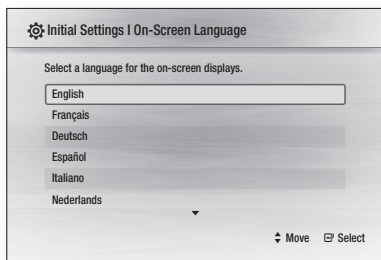 Initial Settings I On-Screen Language
Select a language for the on-screen displays.
English
Français
Deutsch
Español
Italiano
Nederlands
Move Select